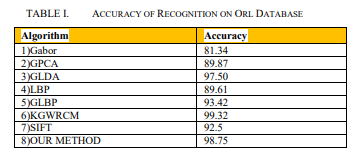 TABLE I. ACCURACY OF RECOGNITION ON ORL DATABASE
Algorithm Accuracy
1)Gabor 81.34
2)GPCA 89.87
3)GLDA 97.50
4)LBP 89.61
5)GLBP 93.42
6)KGWRCM 99.32
7)SIFT 92.5
8)OUR METHOD 98.75